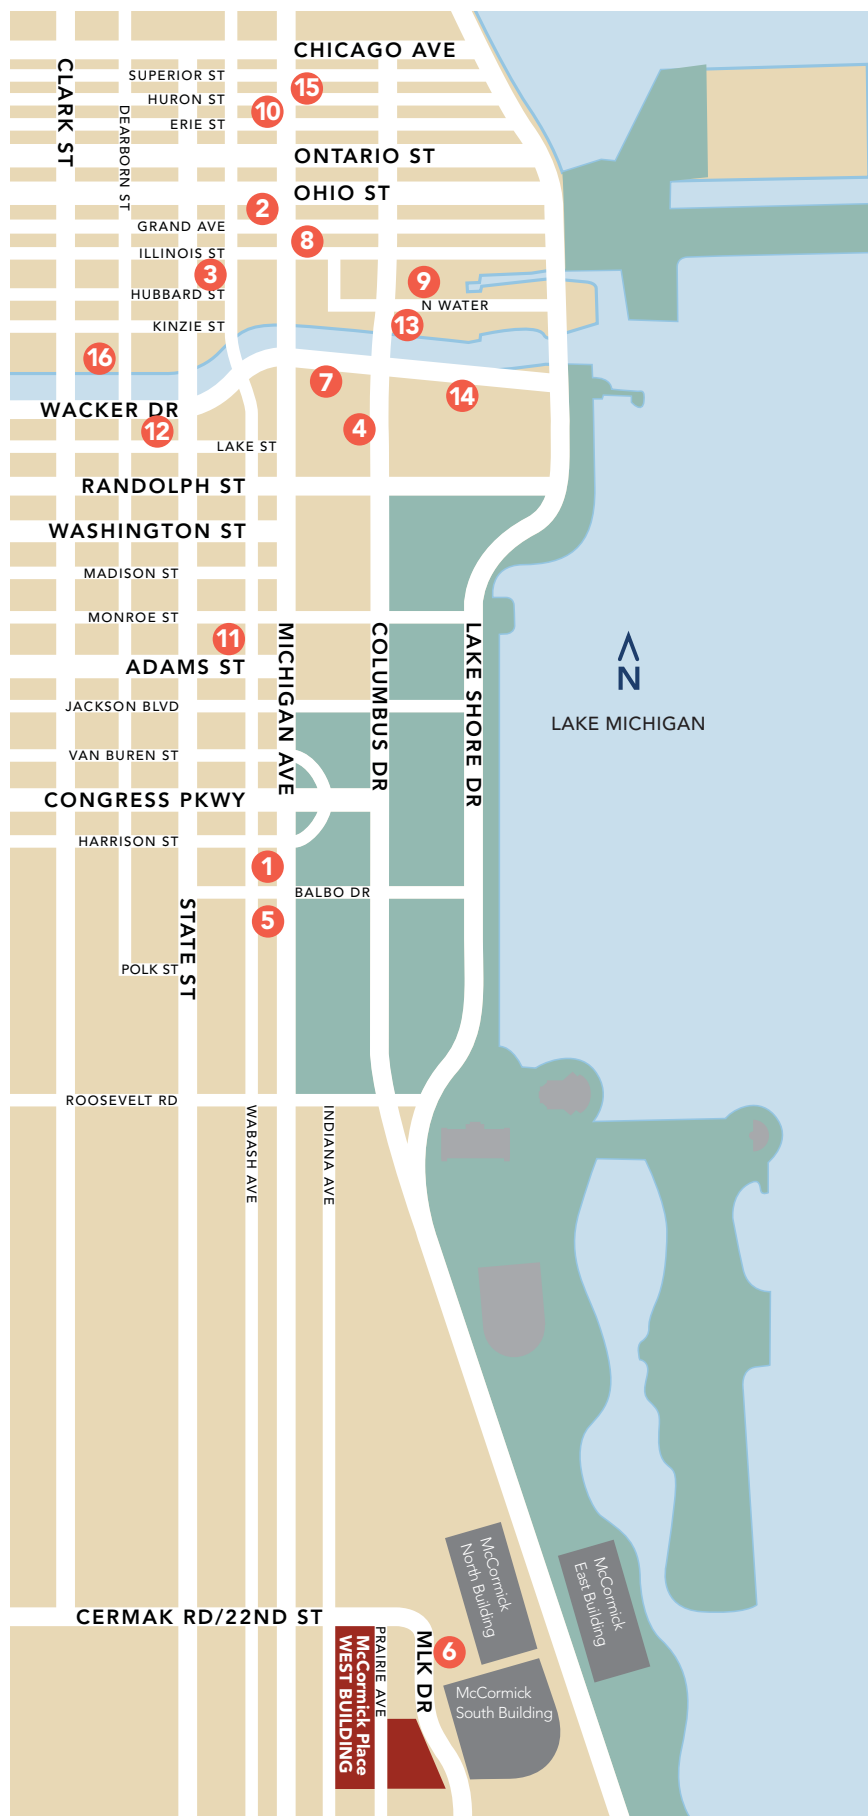 CHICAGO AVE
CLARK ST
SUPERIOR ST
15
HURON ST
10
DEARBORN ST
ERIE ST
ONTARIO ST
OHIO ST
2
GRAND AVE
8
ILLINOIS ST
3
9
HUBBARD ST
N WATER
KINZIE ST
13
16
7
14
WACKER DR
12
4
LAKE ST
RANDOLPH ST
WASHINGTON ST
MADISON ST
MONROE ST
11
MICHIGAN AVE
COLUMBUS DR
LAKE SHORE DR
ADAMS ST
N
JACKSON BLVD
LAKE MICHIGAN
VAN BUREN ST
CONGRESS PKWY
HARRISON ST
1
BALBO DR
STATE ST
5
POLK ST
ROOSEVELT RD
WABASH AVE
INDIANA AVE
McCormick
North Building
McCormick
East Building
CERMAK RD/22ND ST
McCormick Place
WEST BUILDING
PRAIRIE AVE
MLK DR
6
McCormick
South Building